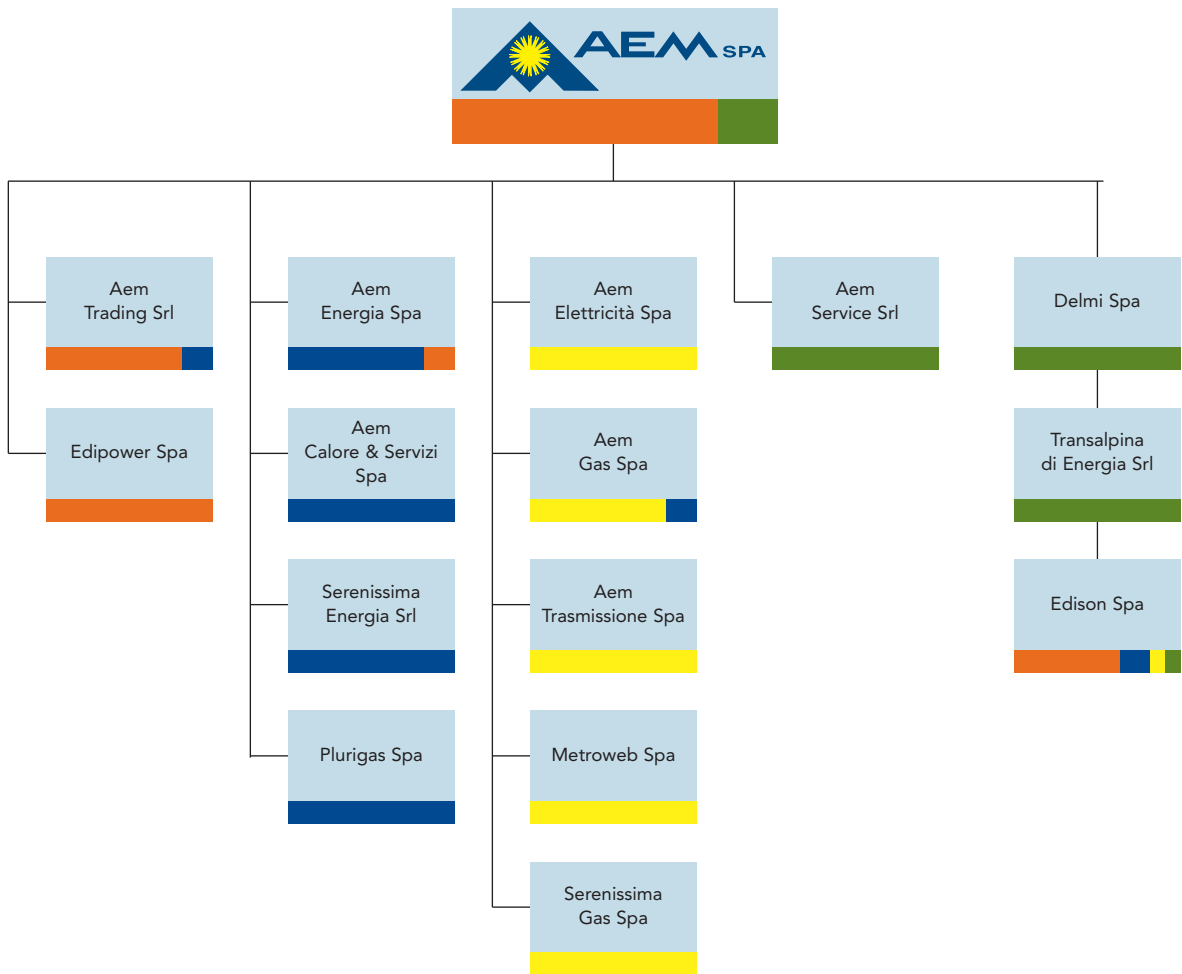 AEM SPA
Aem
Trading Srl
Edipower Spa
Aem
Energia Spa
Aem
Calore & Servizi
Spa
Serenissima
Energia Srl
Plurigas Spa
Aem
Elettricità Spa
Aem
Gas Spa
Aem
Trasmissione Spa
Metroweb Spa
Serenissima
Gas Spa
Aem
Service Srl
Delmi Spa
Transalpina
di Energia Srl
Edison Spa